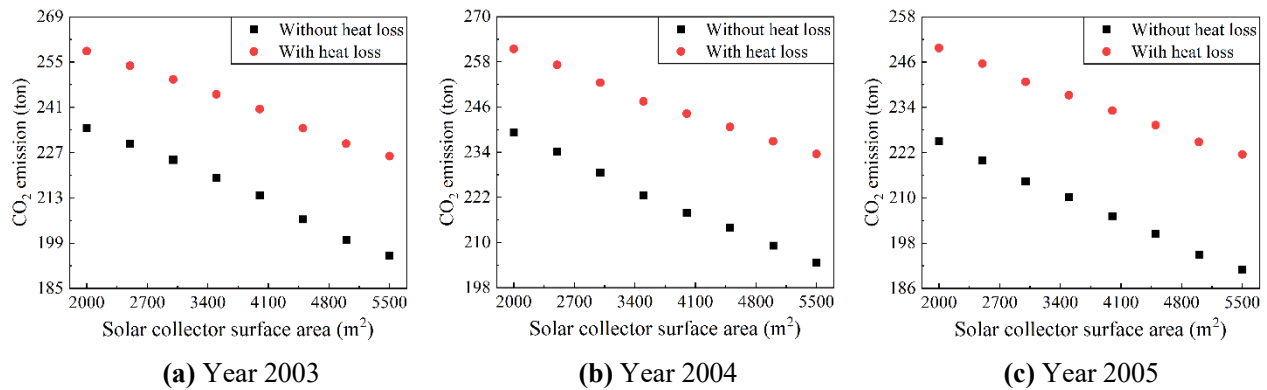 CO₂ emission (ton)
269
255
241
227
213
199
185
Without heat loss
With heat loss
2000 2700 3400 4100 4800 5500
Solar collector surface area (m²)
(a) Year 2003
CO₂ emission (ton)
270
258
246
234
222
210
198
Without heat loss
With heat loss
2000 2700 3400 4100 4800 5500
Solar collector surface area (m²)
(b) Year 2004
CO₂ emission (ton)
258
246
234
222
210
198
186
Without heat loss
With heat loss
2000 2700 3400 4100 4800 5500
Solar collector surface area (m²)
(c) Year 2005